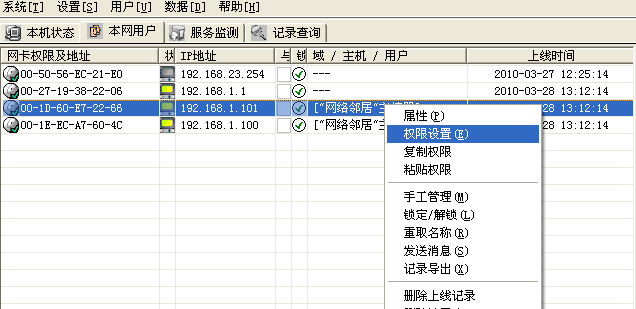 系统[T] 设置[S] 用户[U] 数据[D] 帮助[H]
本机状态 本网用户 服务监测 记录查询
网卡权限及地址 状 IP地址 与 锁 域 / 主机 / 用户 上线时间
00-50-56-EC-21-E0 192.168.23.254 --- 2010-03-27 12:25:14
00-27-19-38-22-06 192.168.1.1 --- 2010-03-28 13:12:14
00-1D-60-E7-22-66 192.168.1.101 ["网络邻居" 28 13:12:14
00-1E-EC-A7-60-4C 192.168.1.100 ["网络邻居" 28 13:12:14
属性(P)
权限设置(E)
复制权限
粘贴权限
手工管理(M)
锁定/解锁(L)
重取名称(R)
发送消息(S)
记录导出(X)
删除上线记录